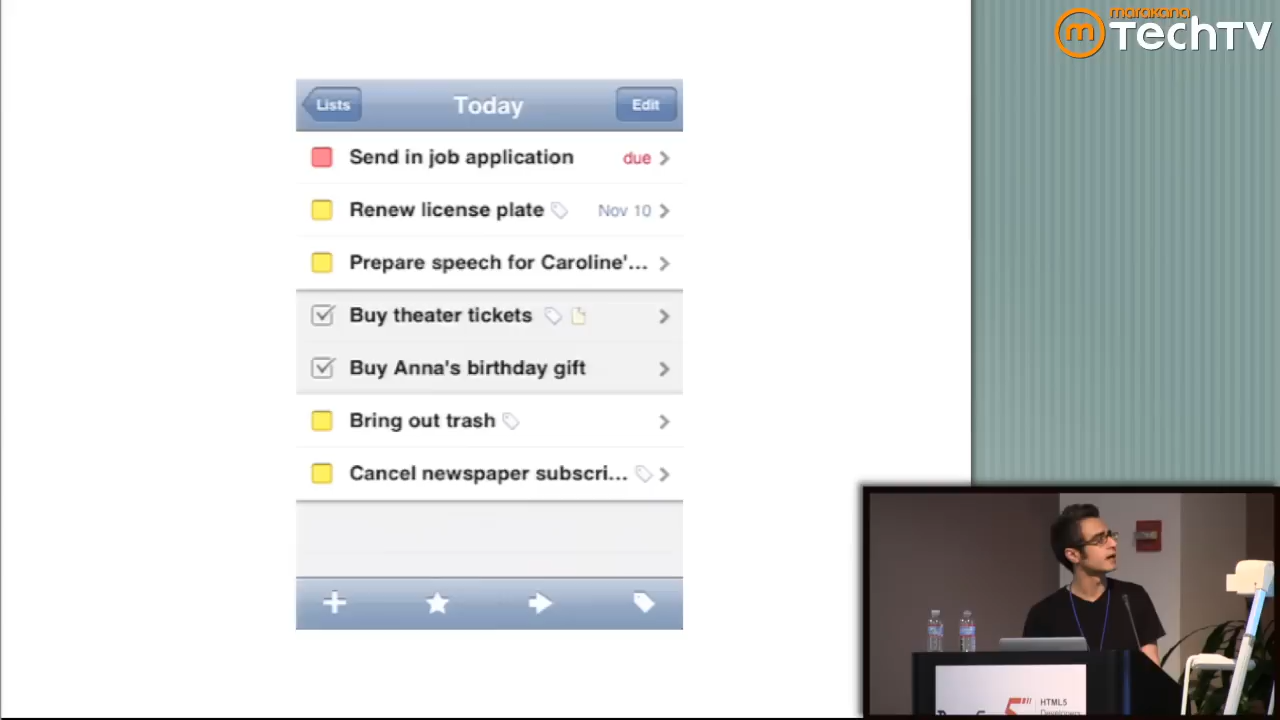 marakana
TechTV
Lists
Today
Edit
Send in job application
due
Renew license plate
Nov 10
Prepare speech for Caroline'...
Buy theater tickets
Buy Anna's birthday gift
Bring out trash
Cancel newspaper subscri...
HTML5
Developers